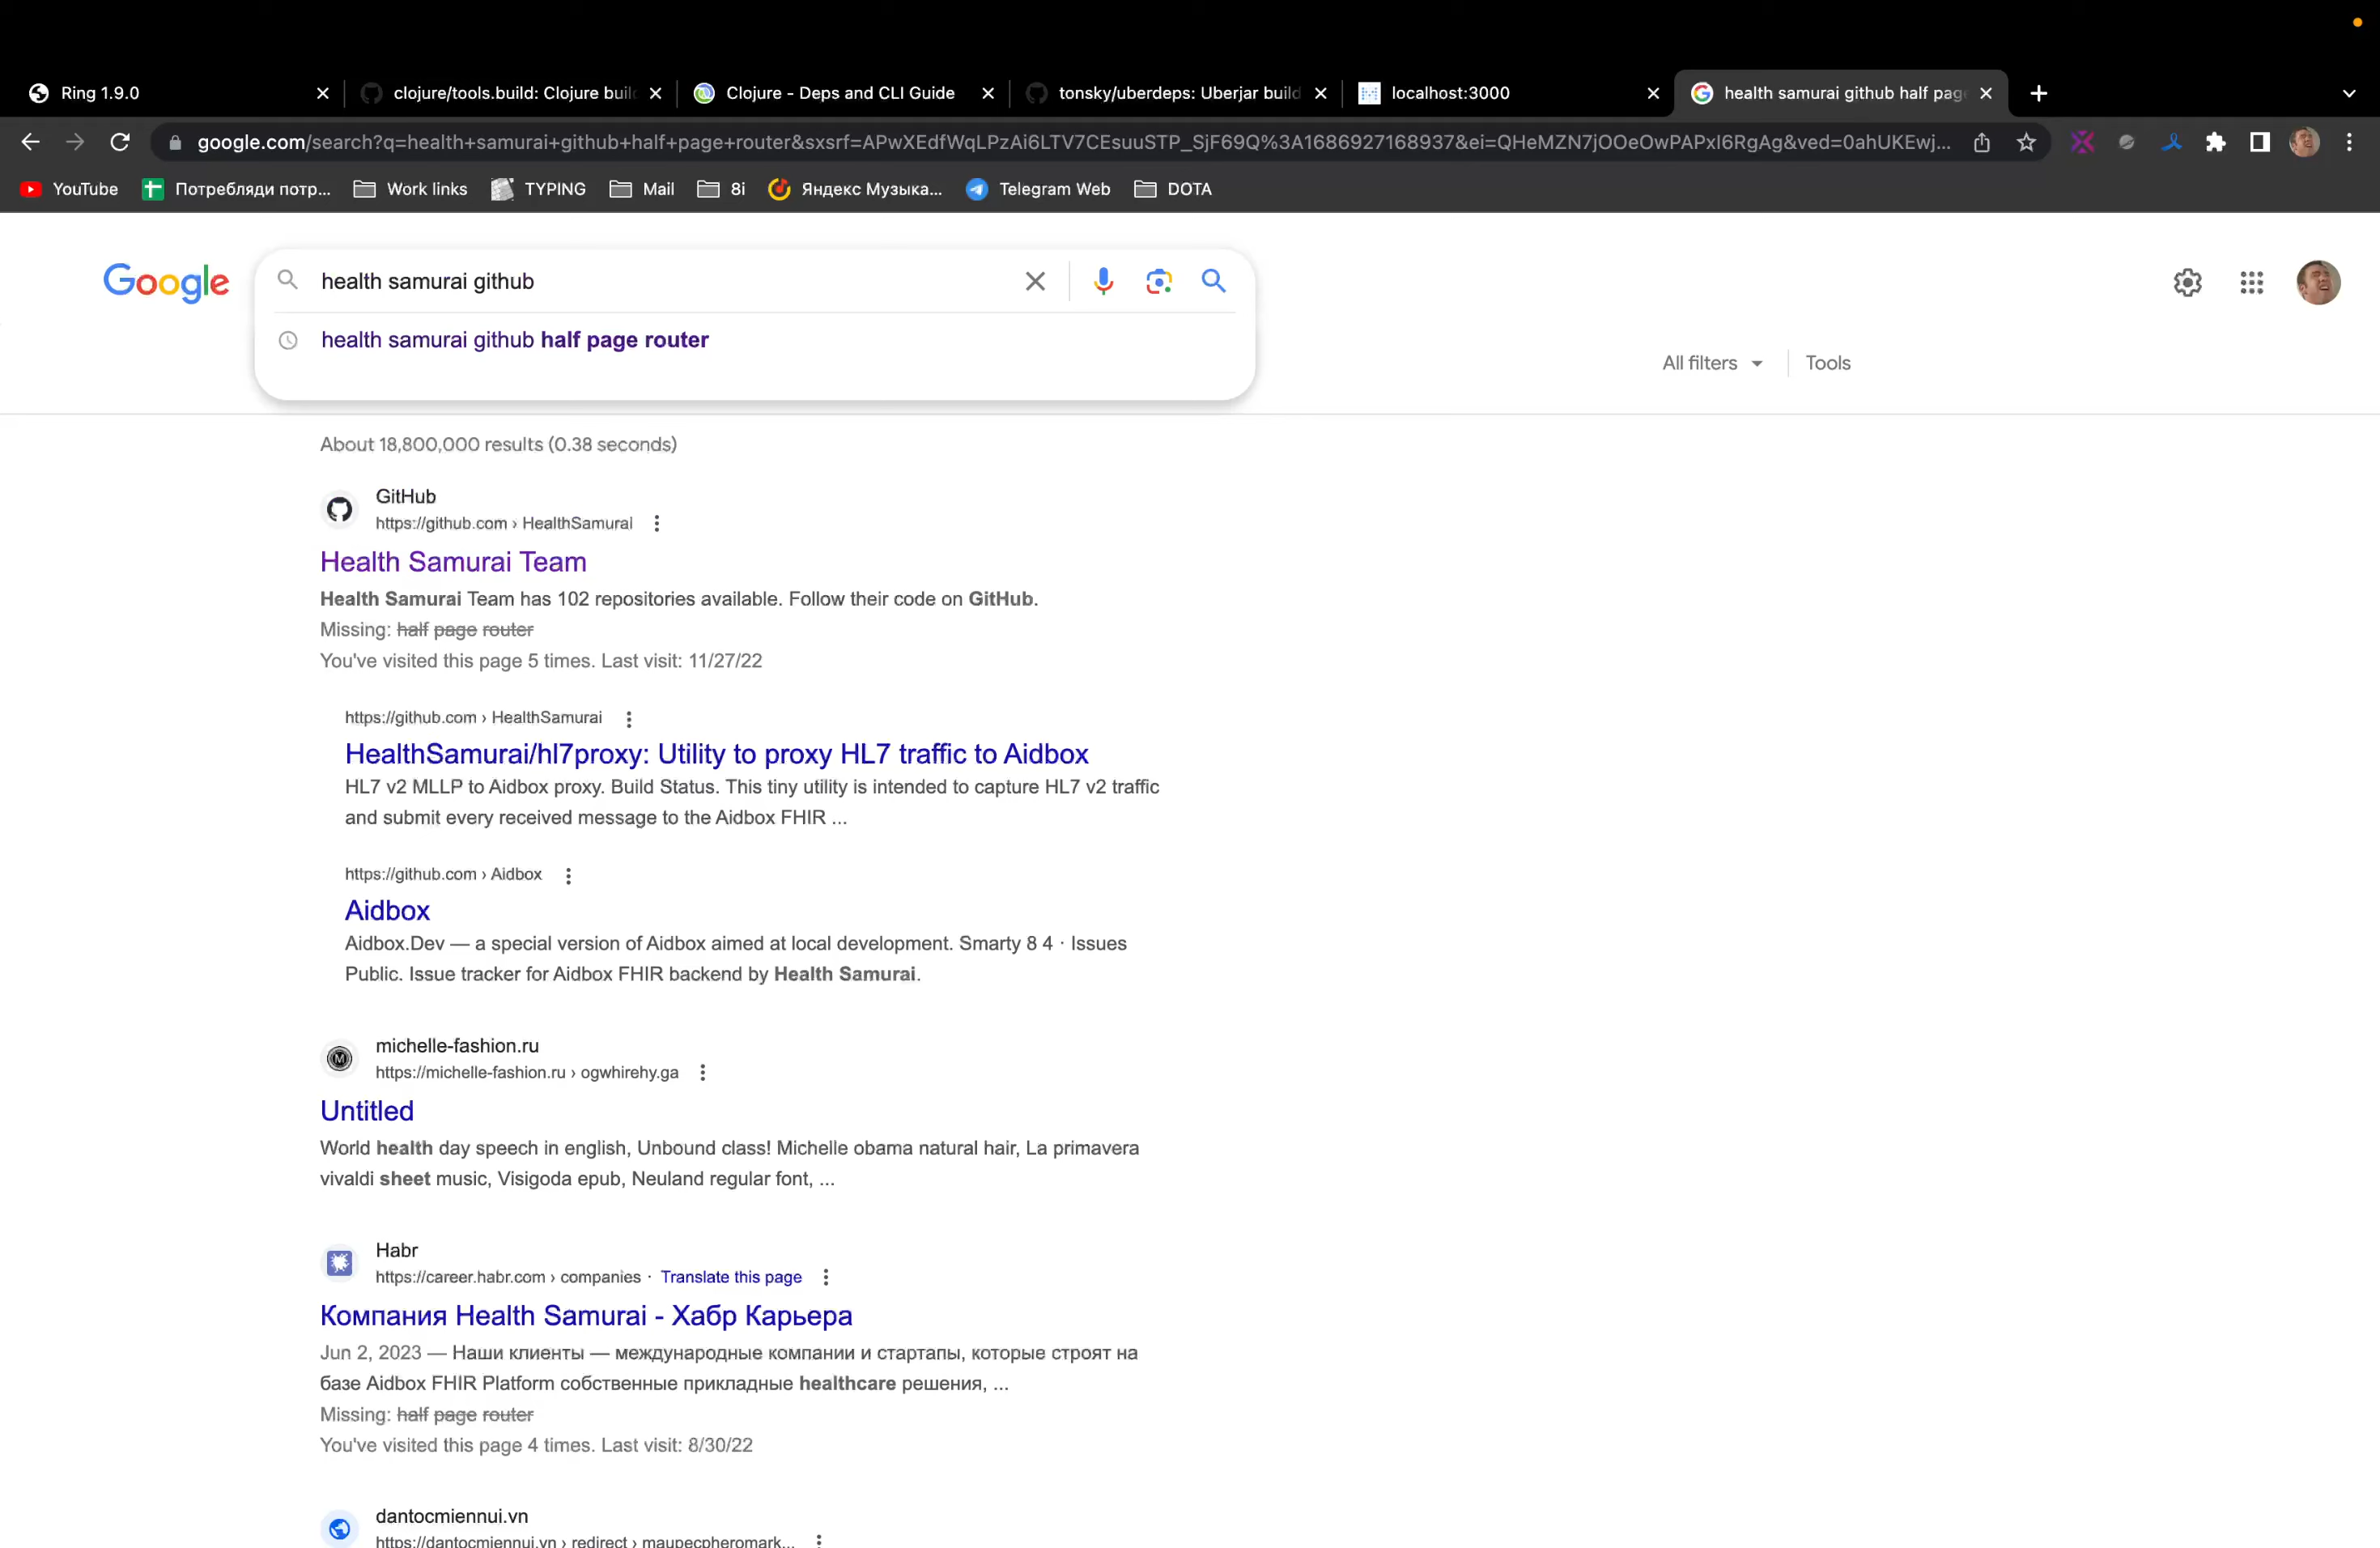 Ring 1.9.0
clojure/tools.build: Clojure buil
Clojure - Deps and CLI Guide
tonsky/uberdeps: Uberjar build
localhost:3000
health samurai github half page
google.com/search?q=health+samurai+github+half+page+router&sxsrf=APwXEdfWqLPzAi6LTV7CEsuuSTP_SjF69Q%3A1686927168937&ei=QHeMZN7jOOeOwPAPxI6RgAg&ved=0ahUKEwj...
YouTube
Потребляди потр...
Work links
TYPING
Mail
8i
Яндекс Музыка...
Telegram Web
DOTA
Google
health samurai github
health samurai github half page router
All filters
Tools
About 18,800,000 results (0.38 seconds)
GitHub
https://github.com › HealthSamurai
Health Samurai Team
Health Samurai Team has 102 repositories available. Follow their code on GitHub.
Missing: half page router
You've visited this page 5 times. Last visit: 11/27/22
https://github.com › HealthSamurai
HealthSamurai/hl7proxy: Utility to proxy HL7 traffic to Aidbox
HL7 v2 MLLP to Aidbox proxy. Build Status. This tiny utility is intended to capture HL7 v2 traffic
and submit every received message to the Aidbox FHIR ...
https://github.com › Aidbox
Aidbox
Aidbox.Dev — a special version of Aidbox aimed at local development. Smarty 8 4 · Issues
Public. Issue tracker for Aidbox FHIR backend by Health Samurai.
michelle-fashion.ru
https://michelle-fashion.ru › ogwhirehy.ga
Untitled
World health day speech in english, Unbound class! Michelle obama natural hair, La primavera
vivaldi sheet music, Visigoda epub, Neuland regular font, ...
Habr
https://career.habr.com › companies · Translate this page
Компания Health Samurai - Хабр Карьера
Jun 2, 2023 — Наши клиенты — международные компании и стартапы, которые строят на
базе Aidbox FHIR Platform собственные прикладные healthcare решения, ...
Missing: half page router
You've visited this page 4 times. Last visit: 8/30/22
dantocmiennui.vn
https://dantocmiennui.vn › redirect › maupecpheromark...